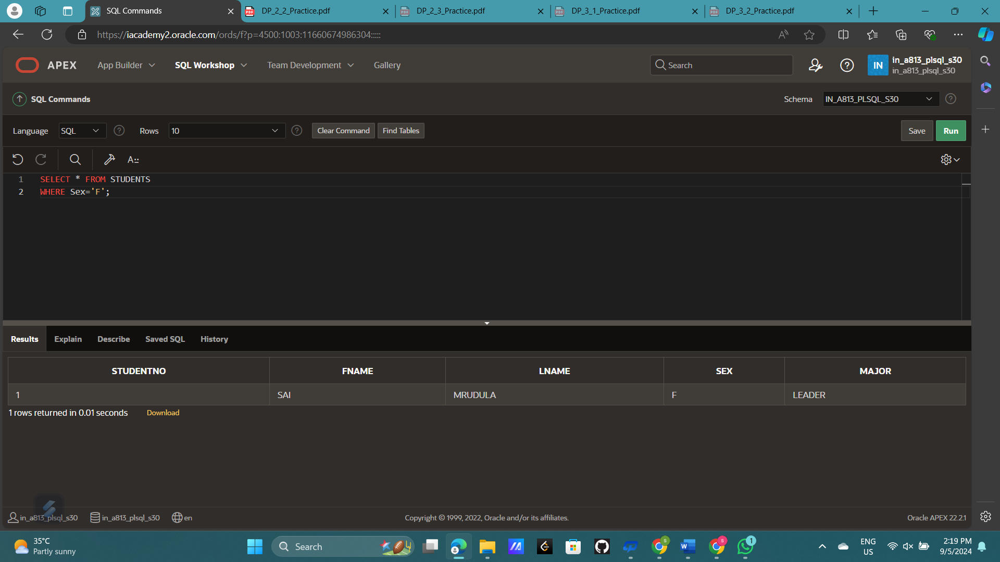 SQL Commands
DP_2_2_Practice.pdf
DP_2_3_Practice.pdf
DP_3_1_Practice.pdf
DP_3_2_Practice.pdf
https://iacademy2.oracle.com/ords/f?p=4500:1003:11660674986304:::::
APEX
App Builder
SQL Workshop
Team Development
Gallery
Search
IN
in_a813_plsql_s30
in_a813_plsql_s30
SQL Commands
Schema
IN_A813_PLSQL_S30
Language
SQL
Rows
10
Clear Command
Find Tables
Save
Run
A::
1 SELECT * FROM STUDENTS
2 WHERE Sex='F';
Results
Explain
Describe
Saved SQL
History
STUDENTNO FNAME LNAME SEX MAJOR
1 SAI MRUDULA F LEADER
1 rows returned in 0.01 seconds
Download
in_a813_plsql_s30
in_a813_plsql_s30
en
Copyright © 1999, 2022, Oracle and/or its affiliates.
Oracle APEX 22.2.1
35°C
Partly sunny
Search
1
ENG
US
2:19 PM
9/5/2024